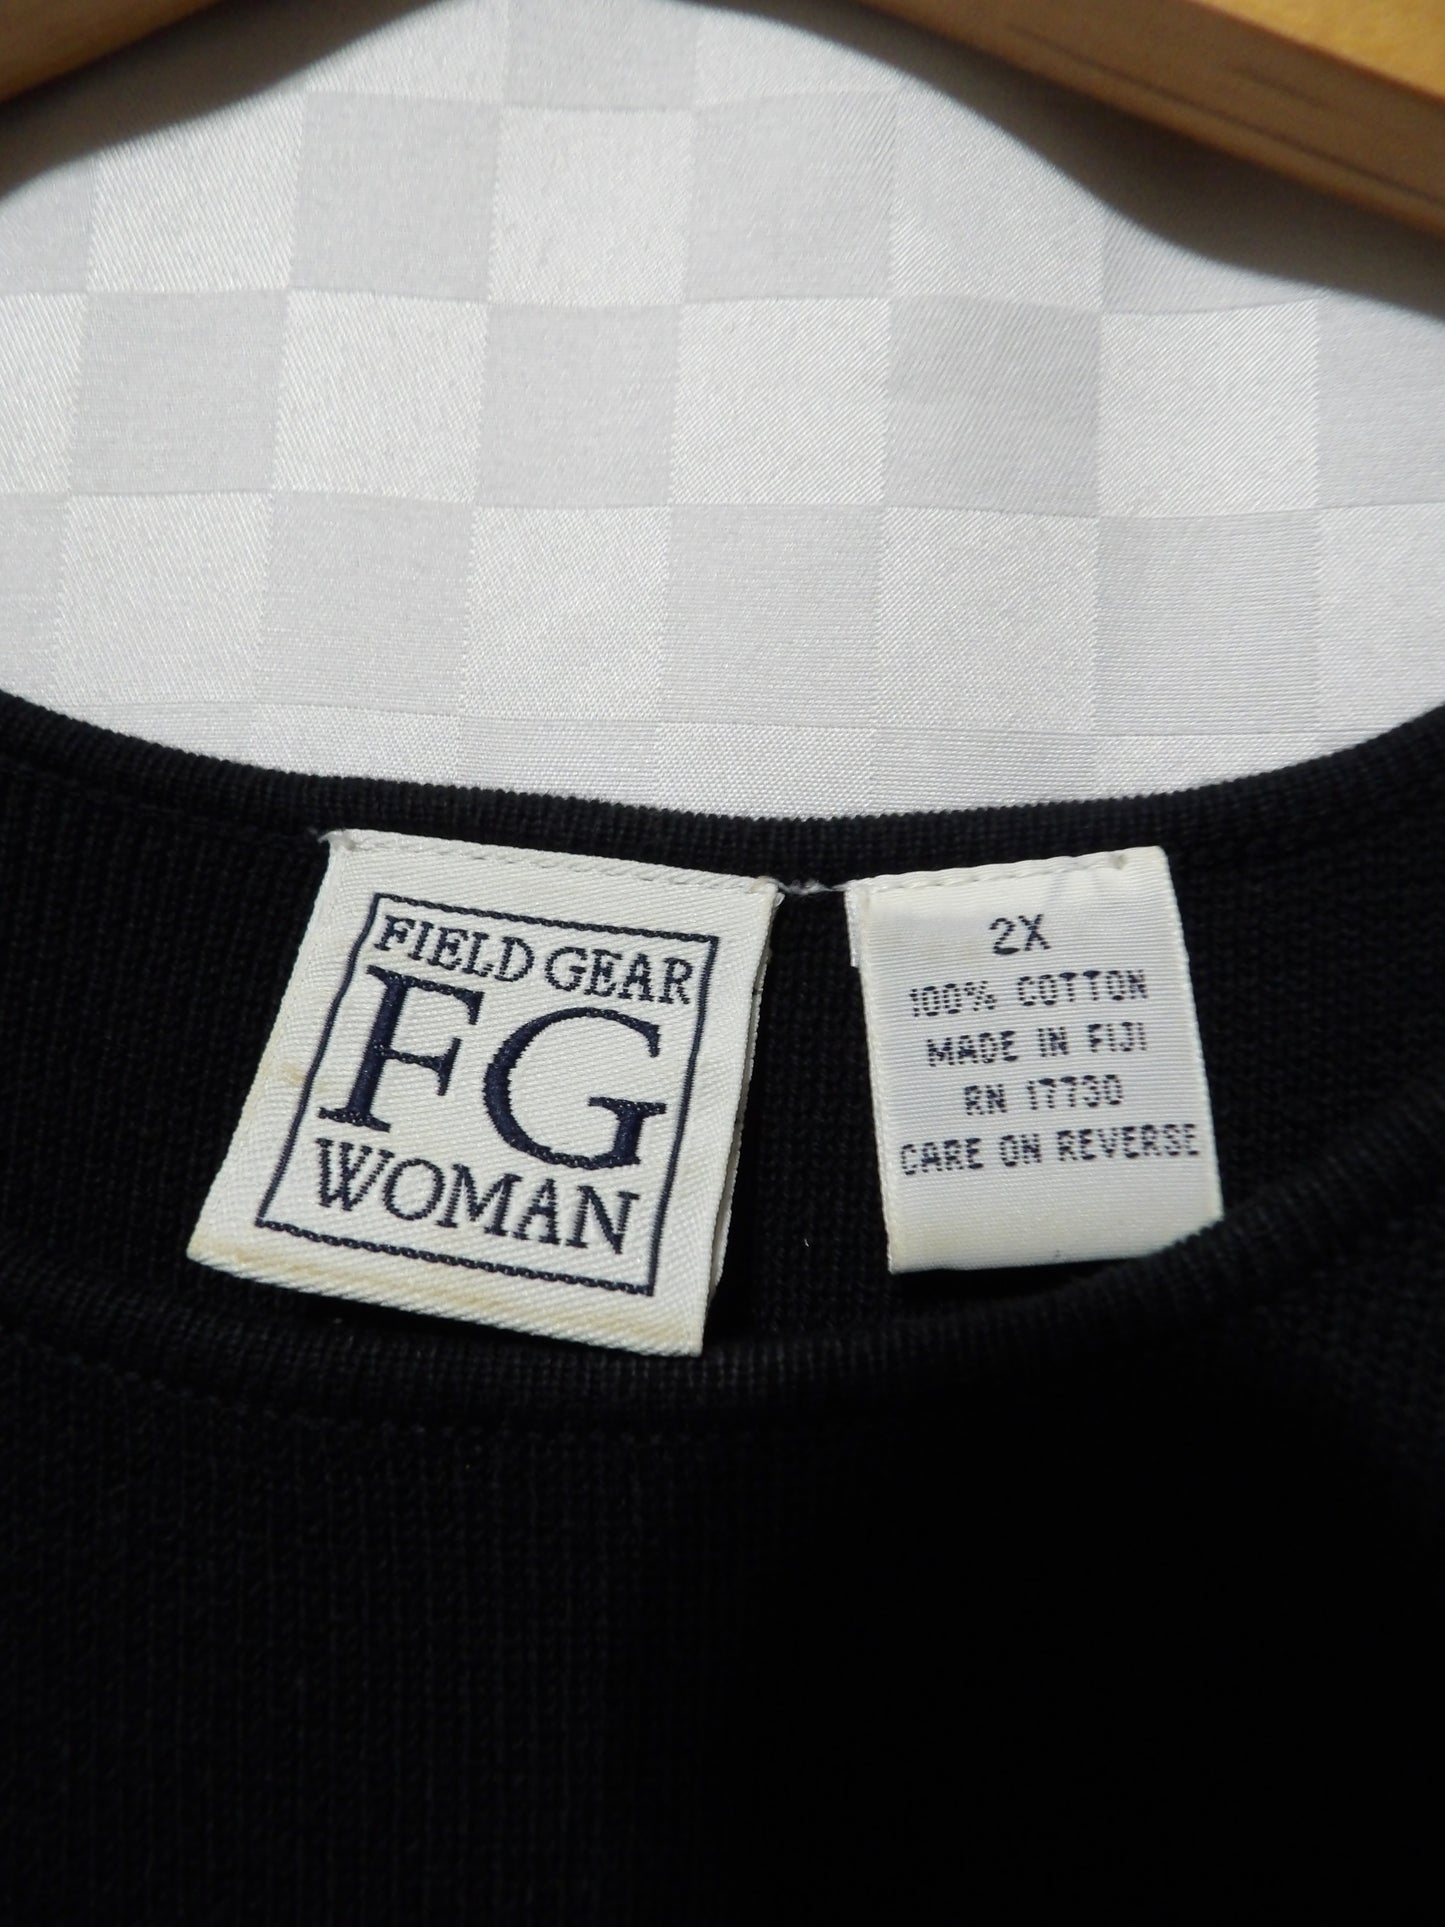 FIELD GEAR
FG
WOMAN
2X
100% COTTON
MADE IN FIJI
RN 17730
CARE ON REVERSE